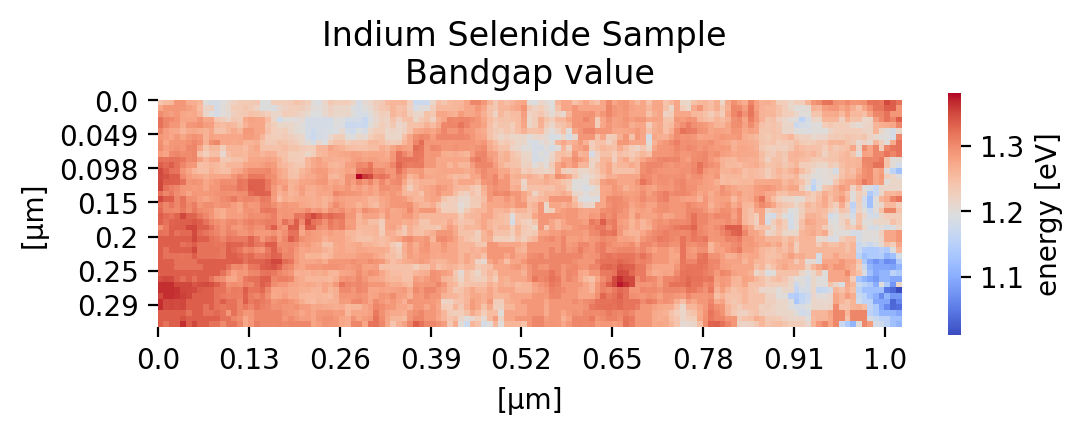 Indium Selenide Sample
Bandgap value
0.0
0.049
0.098
0.15
0.2
0.25
0.29
[µm]
0.0 0.13 0.26 0.39 0.52 0.65 0.78 0.91 1.0
[µm]
1.3
1.2
1.1
energy [eV]